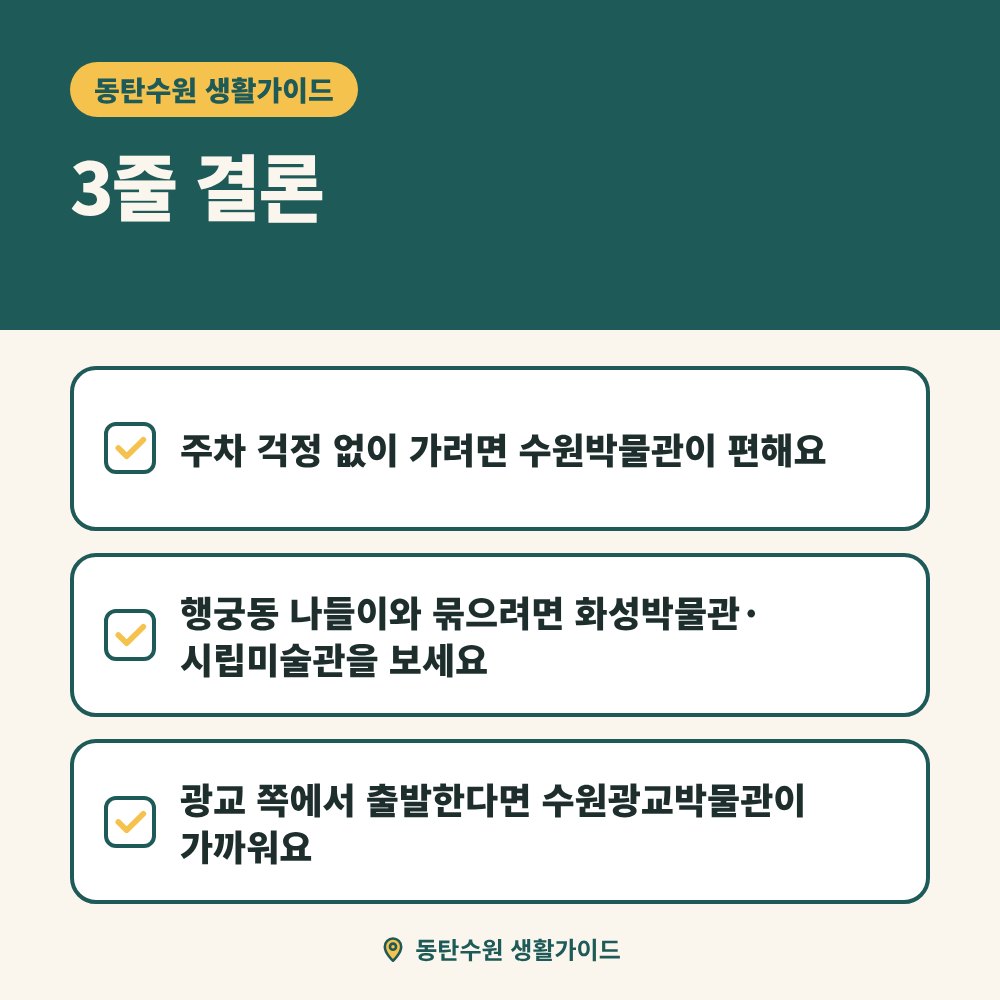 동탄수원 생활가이드
3줄 결론
주차 걱정 없이 가려면 수원박물관이 편해요
행궁동 나들이와 묶으려면 화성박물관·
시립미술관을 보세요
광교 쪽에서 출발한다면 수원광교박물관이
가까워요
동탄수원 생활가이드